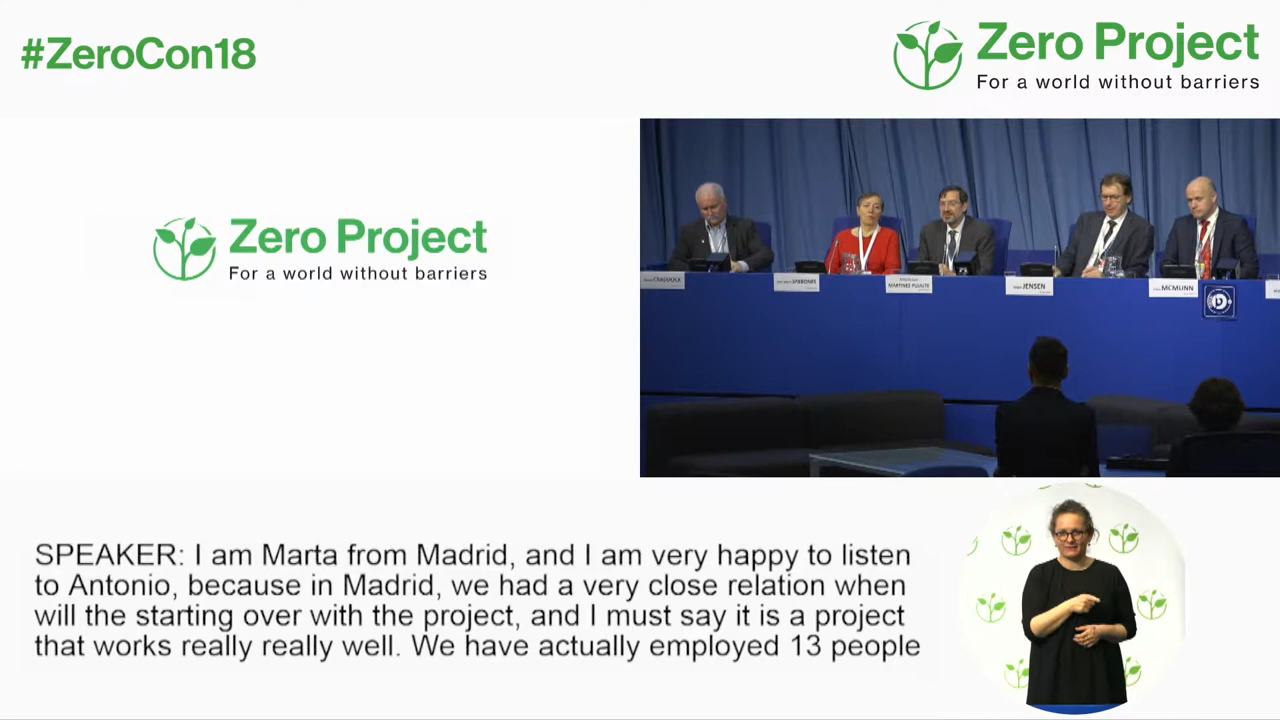 #ZeroCon18
Zero Project
For a world without barriers
Zero Project
For a world without barriers
CRADDOCK
MARTINEZ-PUJALTE
JENSEN
MCMUNN
SPEAKER: I am Marta from Madrid, and I am very happy to listen
to Antonio, because in Madrid, we had a very close relation when
will the starting over with the project, and I must say it is a project
that works really really well. We have actually employed 13 people